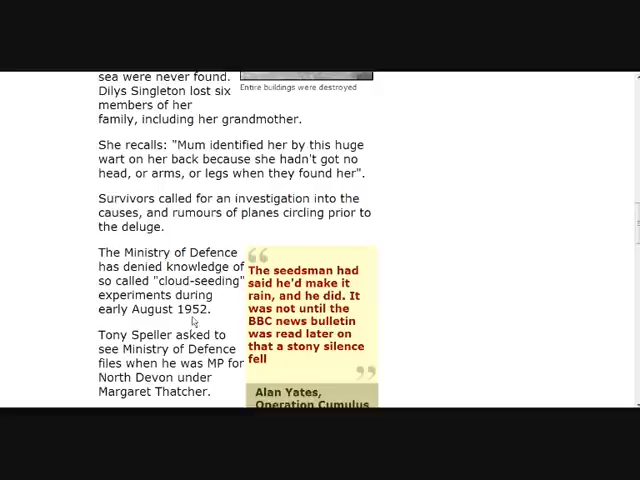 sea were never found.
Dilys Singleton lost six
members of her
family, including her grandmother.
Entire buildings were destroyed
She recalls: "Mum identified her by this huge
wart on her back because she hadn't got no
head, or arms, or legs when they found her".
Survivors called for an investigation into the
causes, and rumours of planes circling prior to
the deluge.
The Ministry of Defence
has denied knowledge of
so called "cloud-seeding"
experiments during
early August 1952.
Tony Speller asked to
see Ministry of Defence
files when he was MP for
North Devon under
Margaret Thatcher.
“
The seedsman had
said he'd make it
rain, and he did. It
was not until the
BBC news bulletin
was read later on
that a stony silence
fell
”
Alan Yates,
Operation Cumulus